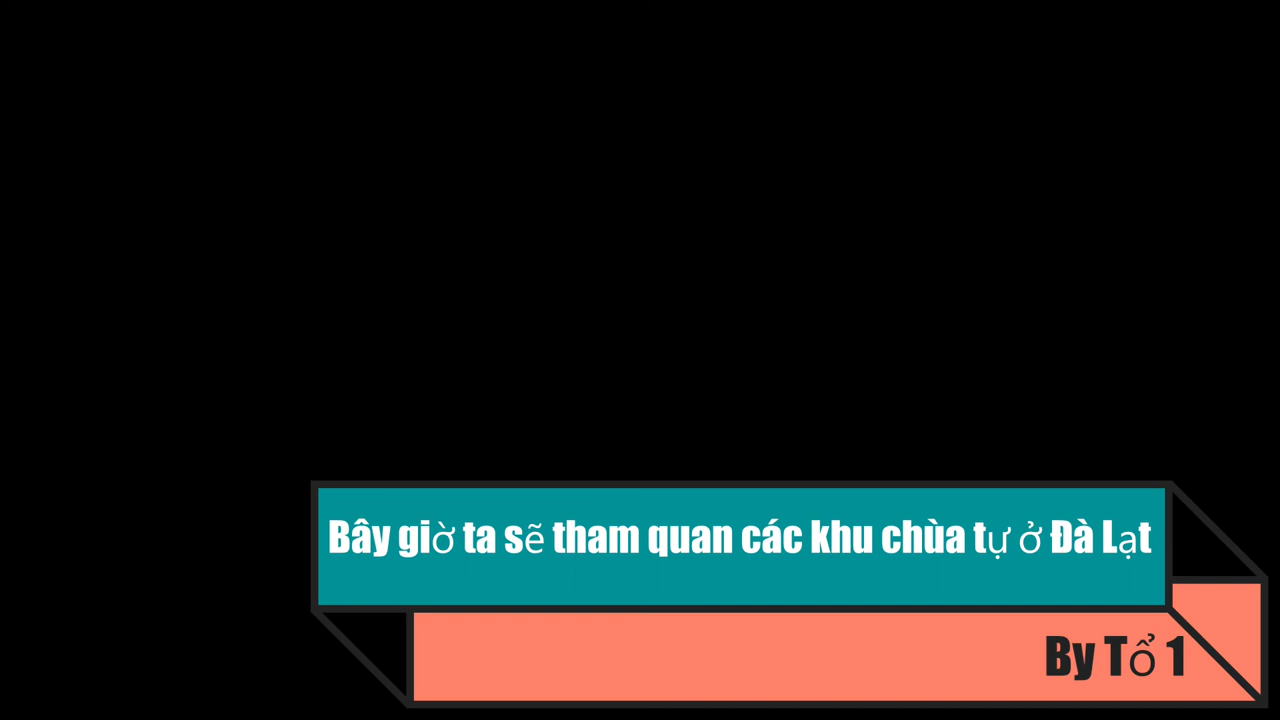 Bây giờ ta sẽ tham quan các khu chùa tự ở Đà Lạt
By Tổ 1